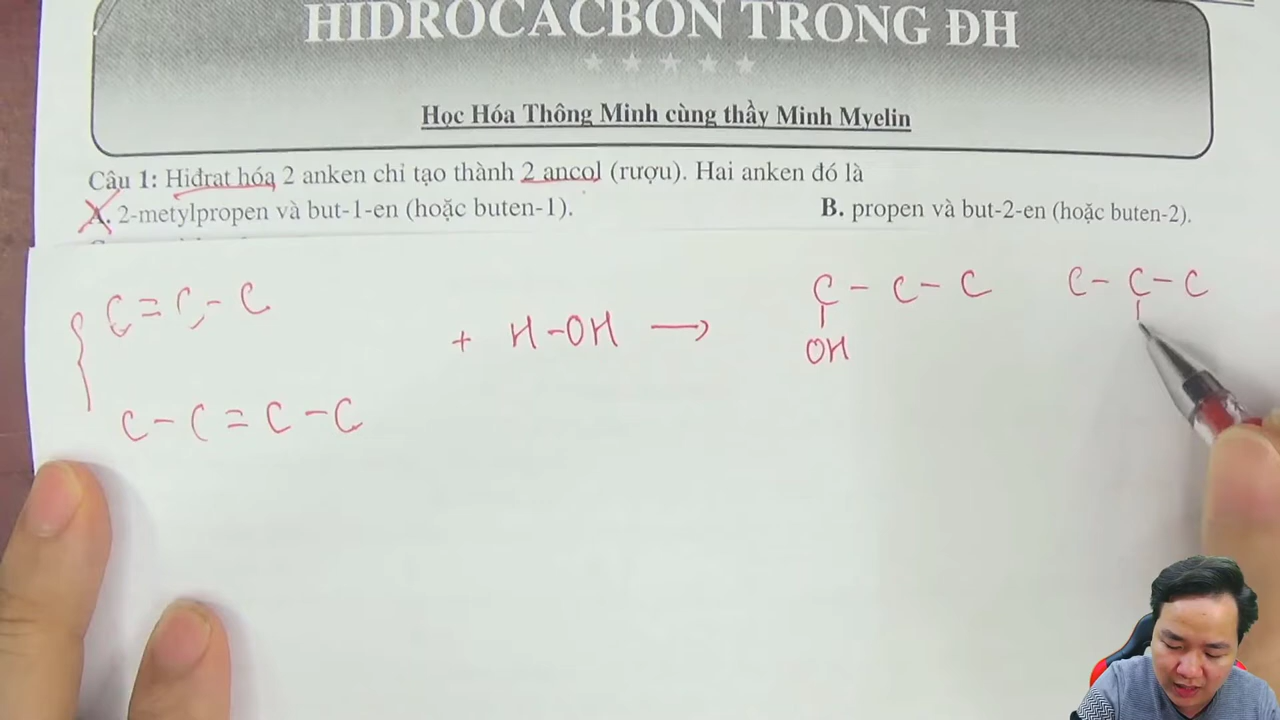 HIDROCACBON TRONG ĐH
Học Hóa Thông Minh cùng thầy Minh Myelin
Câu 1: Hiđrat hóa 2 anken chỉ tạo thành 2 ancol (rượu). Hai anken đó là
A. 2-metylpropen và but-1-en (hoặc buten-1). B. propen và but-2-en (hoặc buten-2).
C = C - C + H-OH → C - C - C C - C - C
OH
C - C = C - C